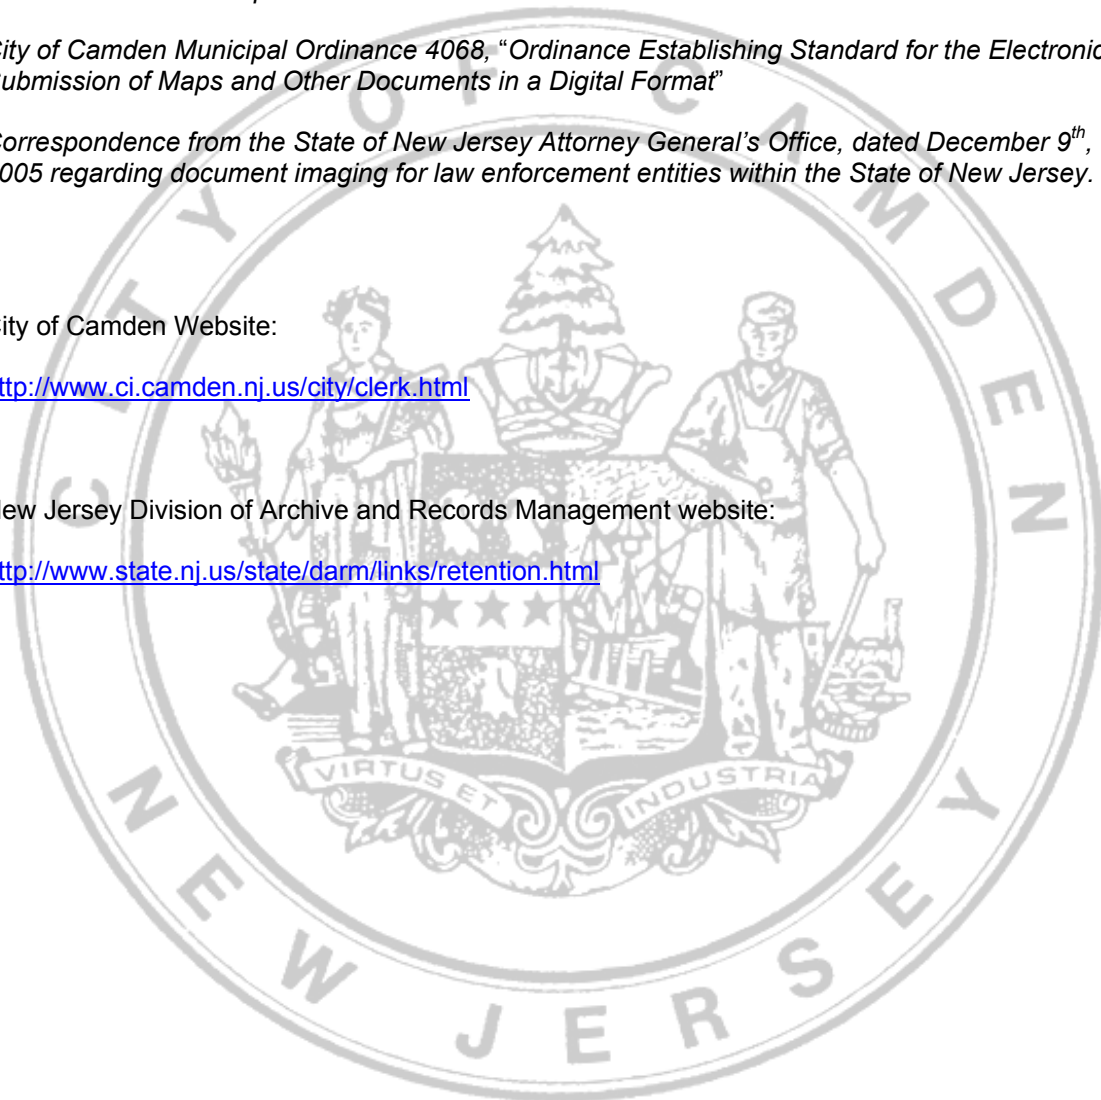 City of Camden Municipal Ordinance 4068, “Ordinance Establishing Standard for the Electronic
Submission of Maps and Other Documents in a Digital Format”
Correspondence from the State of New Jersey Attorney General’s Office, dated December 9th,
005 regarding document imaging for law enforcement entities within the State of New Jersey.
City of Camden Website:
ttp://www.ci.camden.nj.us/city/clerk.html
New Jersey Division of Archive and Records Management website:
ttp://www.state.nj.us/state/darm/links/retention.html
CITY OF CAMDEN
VIRTUS ET INDUSTRIA
NEW JERSEY